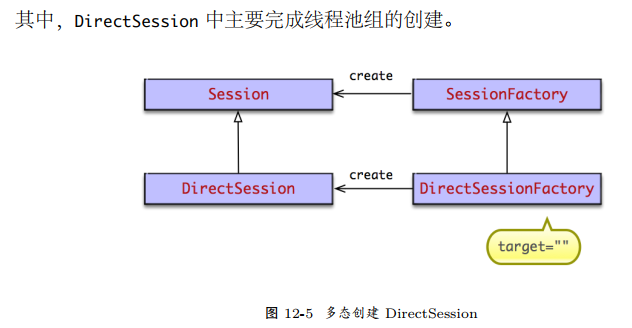 其中，DirectSession 中主要完成线程池组的创建。
create
Session
SessionFactory
create
DirectSession
DirectSessionFactory
target=""
图 12-5 多态创建 DirectSession